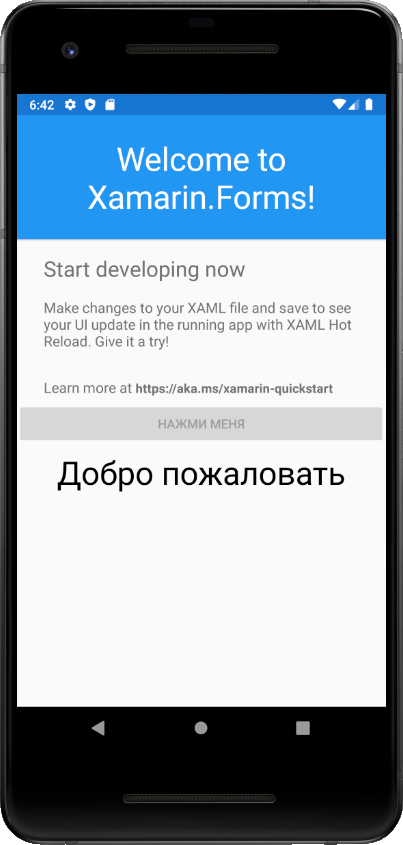 6:42
Welcome to
Xamarin.Forms!
Start developing now
Make changes to your XAML file and save to see
your UI update in the running app with XAML Hot
Reload. Give it a try!
Learn more at https://aka.ms/xamarin-quickstart
НАЖМИ МЕНЯ
Добро пожаловать